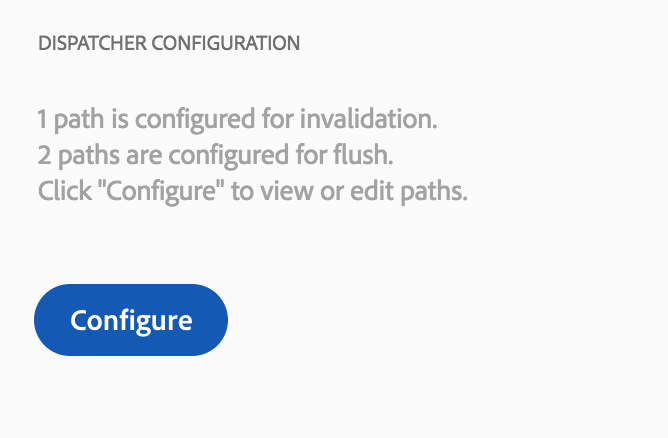 DISPATCHER CONFIGURATION
1 path is configured for invalidation.
2 paths are configured for flush.
Click "Configure" to view or edit paths.
Configure